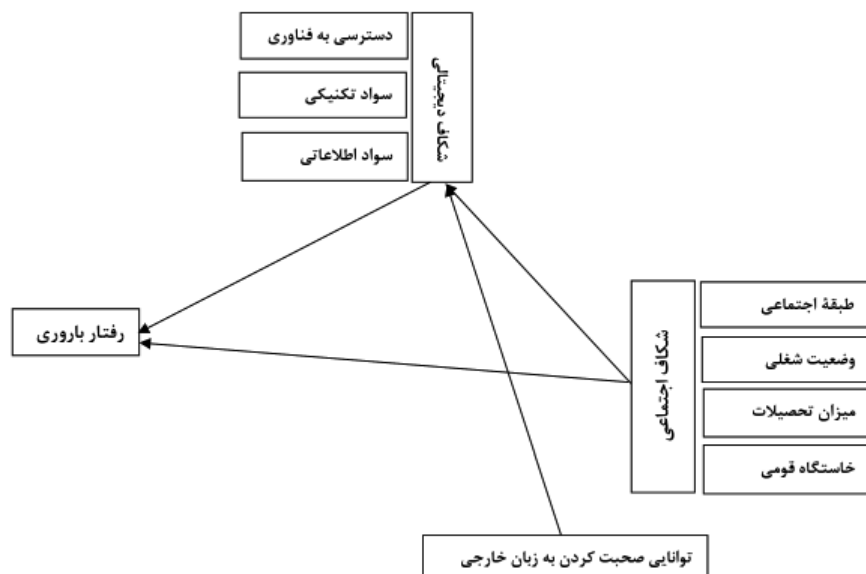 دسترسی به فناوری
سواد تکنیکی
سواد اطلاعاتی
شکاف دیجیتالی
طبقۀ اجتماعی
وضعیت شغلی
میزان تحصیلات
خاستگاه قومی
شکاف اجتماعی
رفتار باروری
توانایی صحبت کردن به زبان خارجی